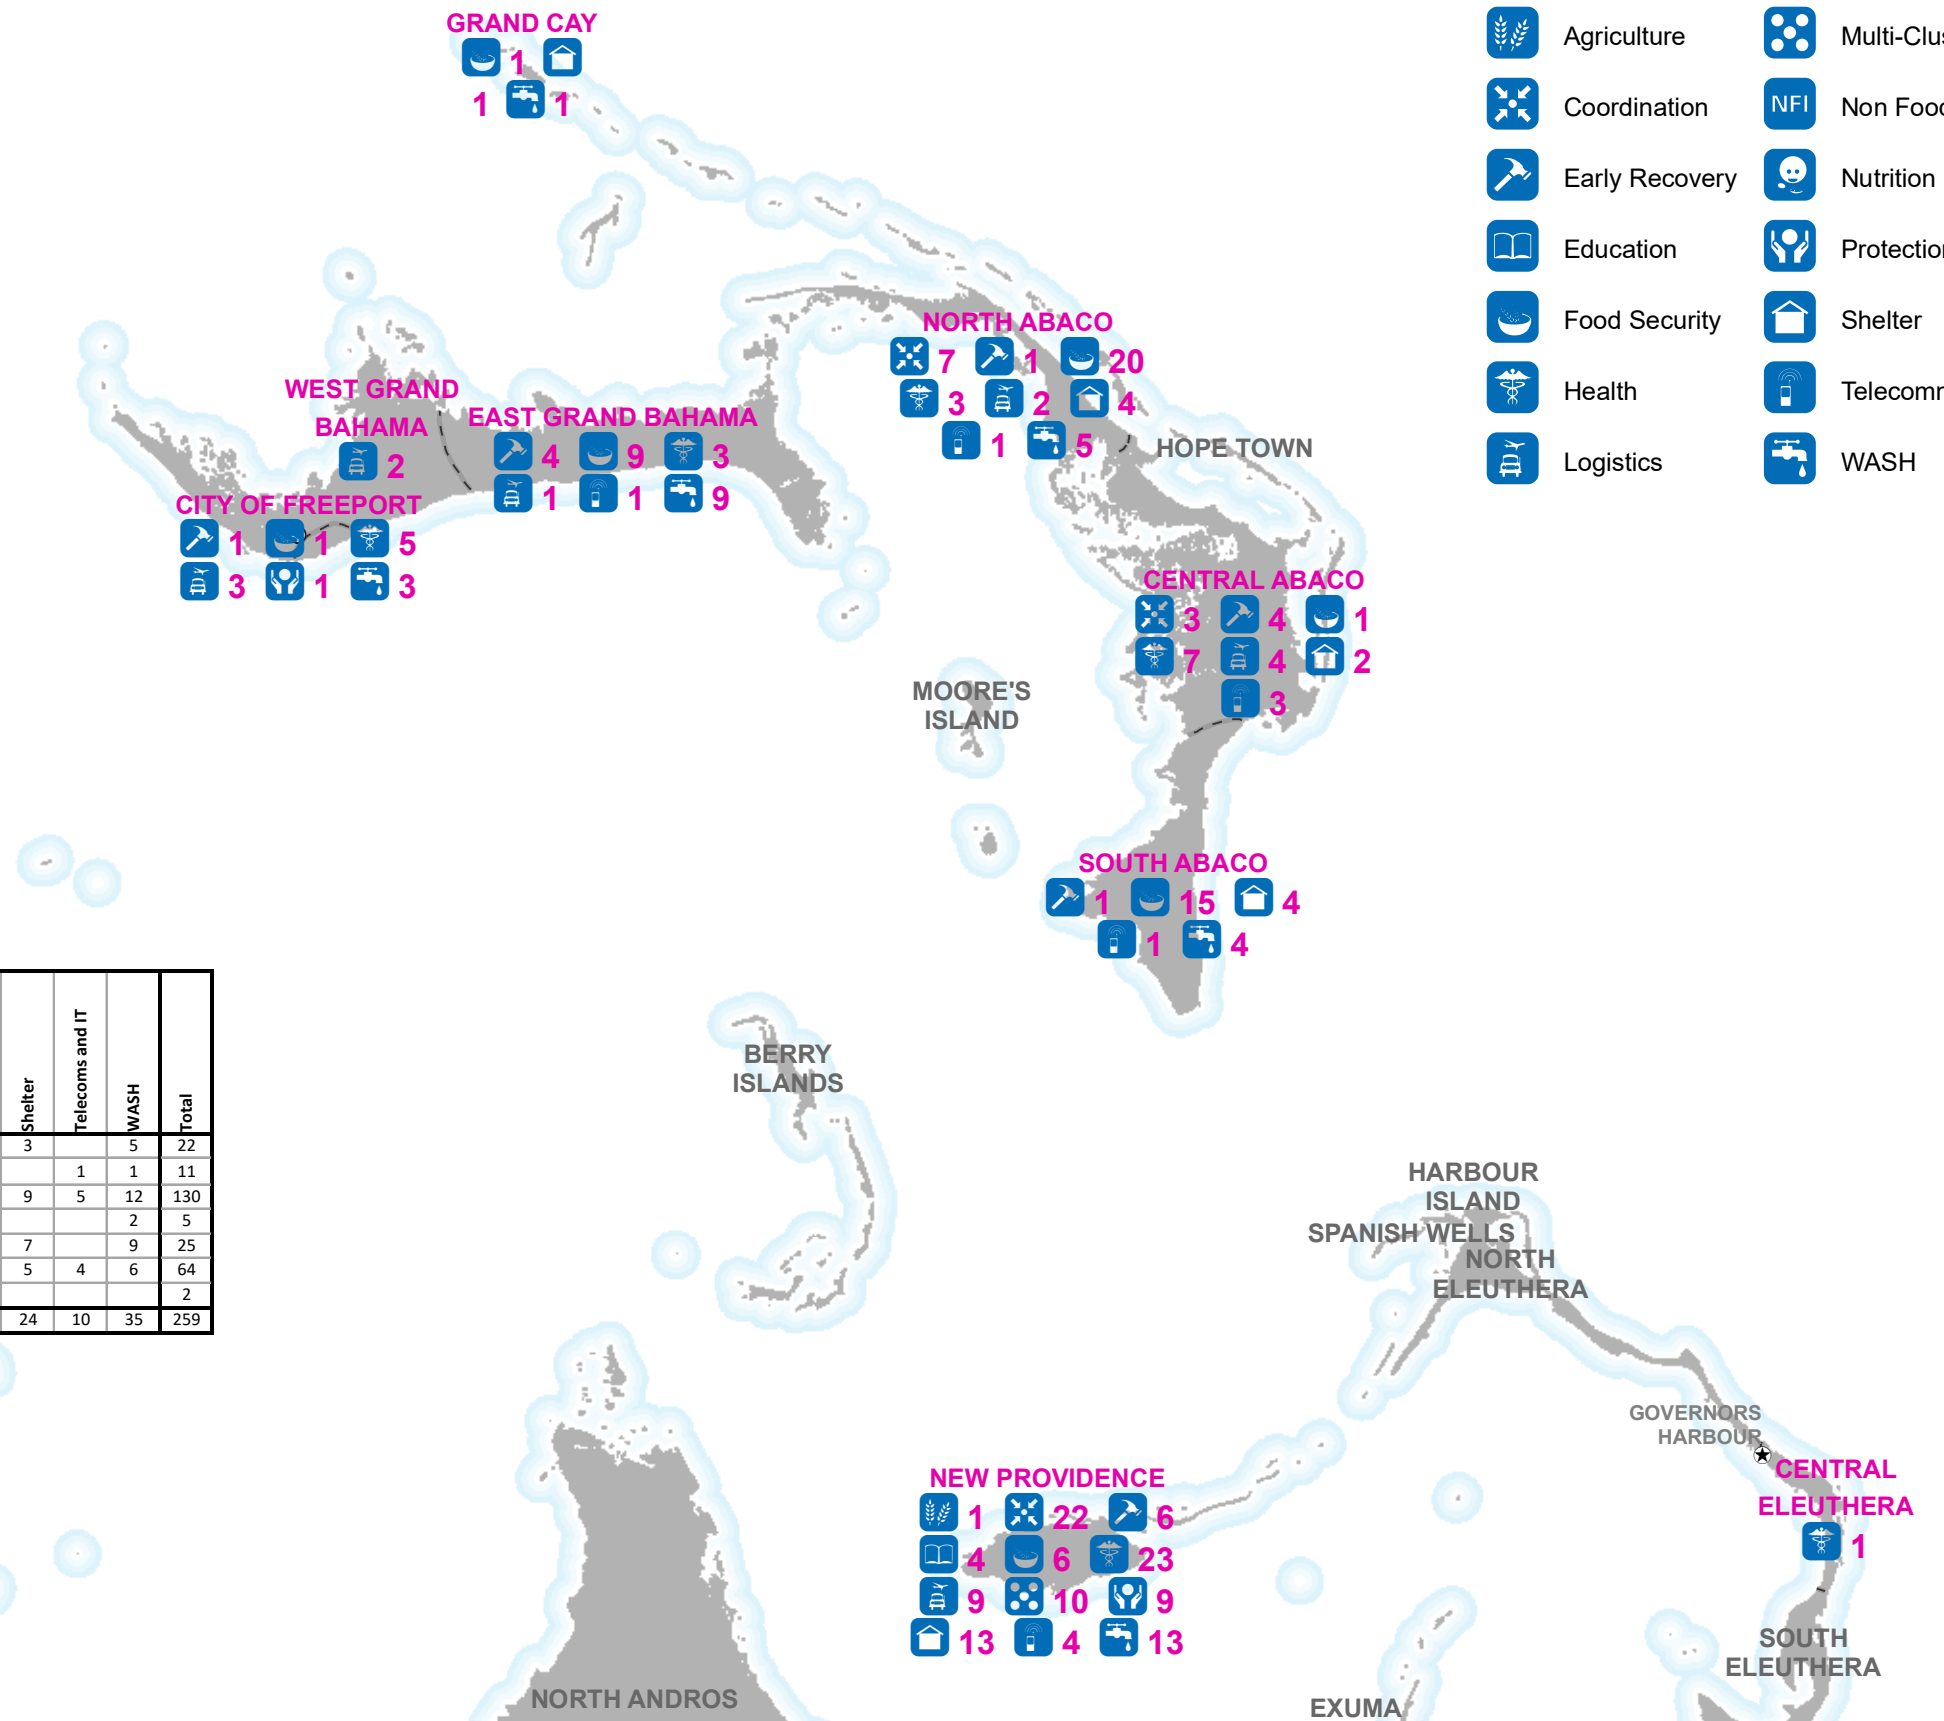 GRAND CAY
1
1 1
Agriculture
Coordination
Early Recovery
Education
Food Security
Health
Logistics
NFI
Nutrition
Shelter
WASH
NORTH ABACO
7 1 20
3 2 4
1 5
HOPE TOWN
WEST GRAND
BAHAMA
2
EAST GRAND BAHAMA
4 9 3
1 1 9
CITY OF FREEPORT
1 1 5
3 1 3
CENTRAL ABACO
3 4 1
7 4 2
3
MOORE'S
ISLAND
SOUTH ABACO
1 15 4
1 4
Shelter Telecoms and IT WASH Total
3 5 22
1 1 11
9 5 12 130
2 5
7 9 25
5 4 6 64
2
24 10 35 259
BERRY
ISLANDS
HARBOUR
ISLAND
SPANISH WELLS
NORTH
ELEUTHERA
GOVERNORS
HARBOUR
CENTRAL
ELEUTHERA
1
NEW PROVIDENCE
1 22 6
4 6 23
9 10 9
13 4 13
SOUTH
ELEUTHERA
NORTH ANDROS
EXUMA